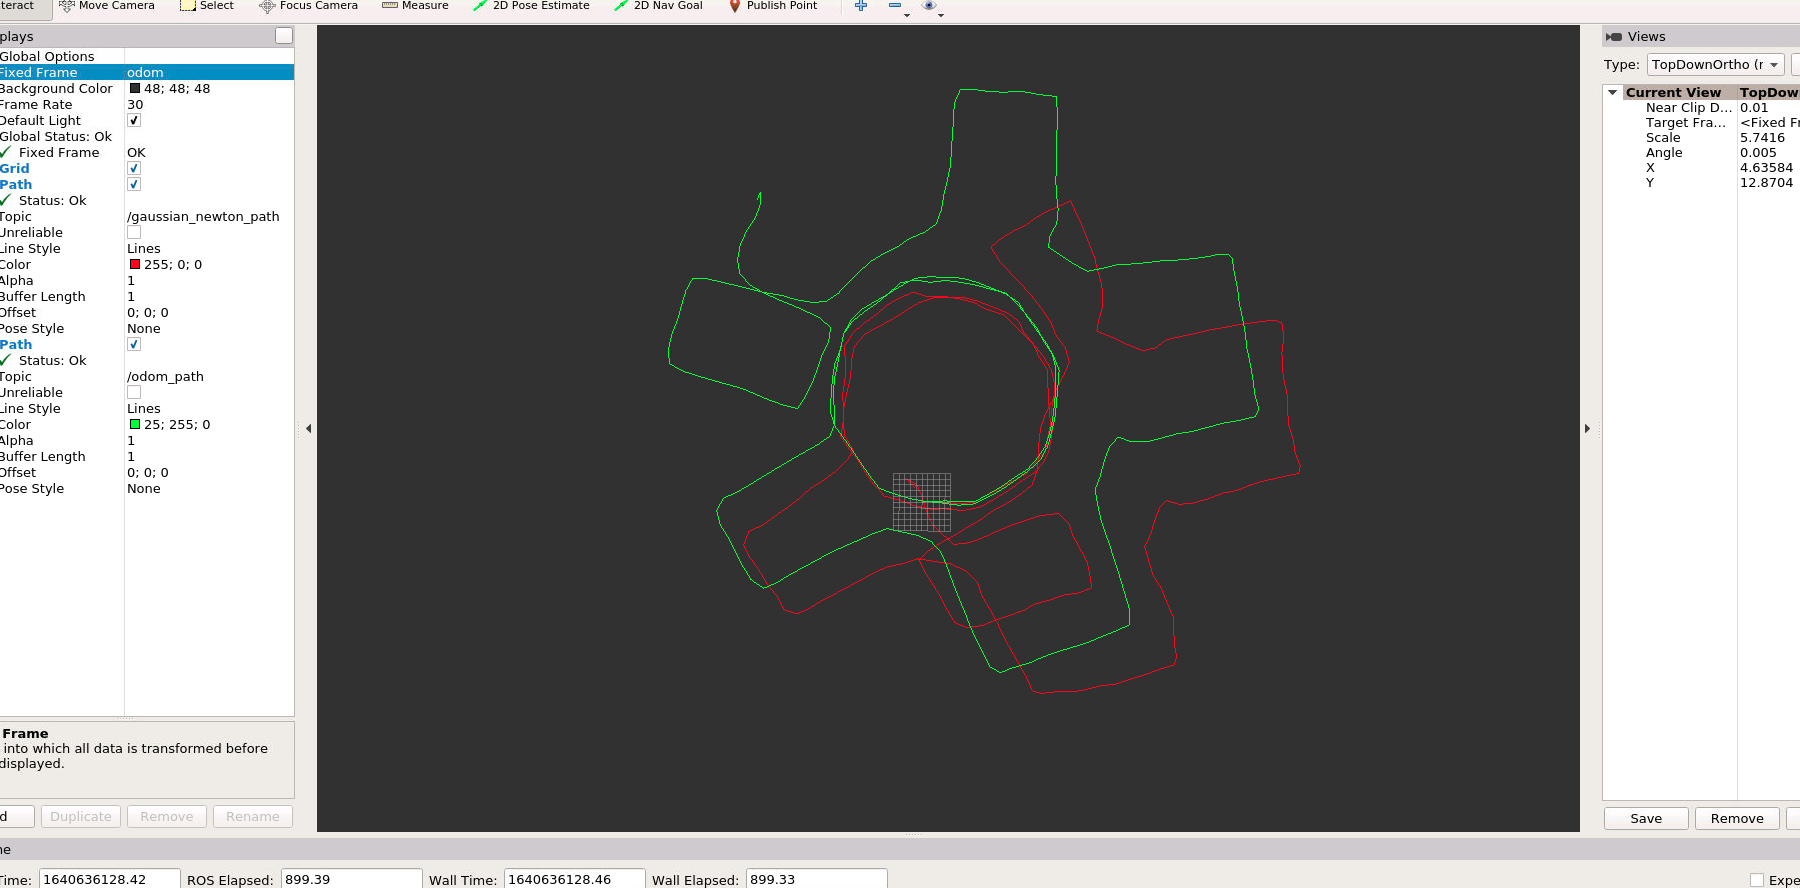 teract Move Camera Select Focus Camera Measure 2D Pose Estimate 2D Nav Goal Publish Point
plays
Global Options
Fixed Frame odom
Background Color 48; 48; 48
Frame Rate 30
Default Light
Global Status: Ok
Fixed Frame OK
Grid
Path
Status: Ok
Topic /gaussian_newton_path
Unreliable
Line Style Lines
Color 255; 0; 0
Alpha 1
Buffer Length 1
Offset 0; 0; 0
Pose Style None
Path
Status: Ok
Topic /odom_path
Unreliable
Line Style Lines
Color 25; 255; 0
Alpha 1
Buffer Length 1
Offset 0; 0; 0
Pose Style None
Frame
into which all data is transformed before
displayed.
d Duplicate Remove Rename
Views
Type: TopDownOrtho (r
Current View TopDow
Near Clip D... 0.01
Target Fra... <Fixed Fr
Scale 5.7416
Angle 0.005
X 4.63584
Y 12.8704
Save Remove
ne
Time: 1640636128.42 ROS Elapsed: 899.39 Wall Time: 1640636128.46 Wall Elapsed: 899.33 Expe